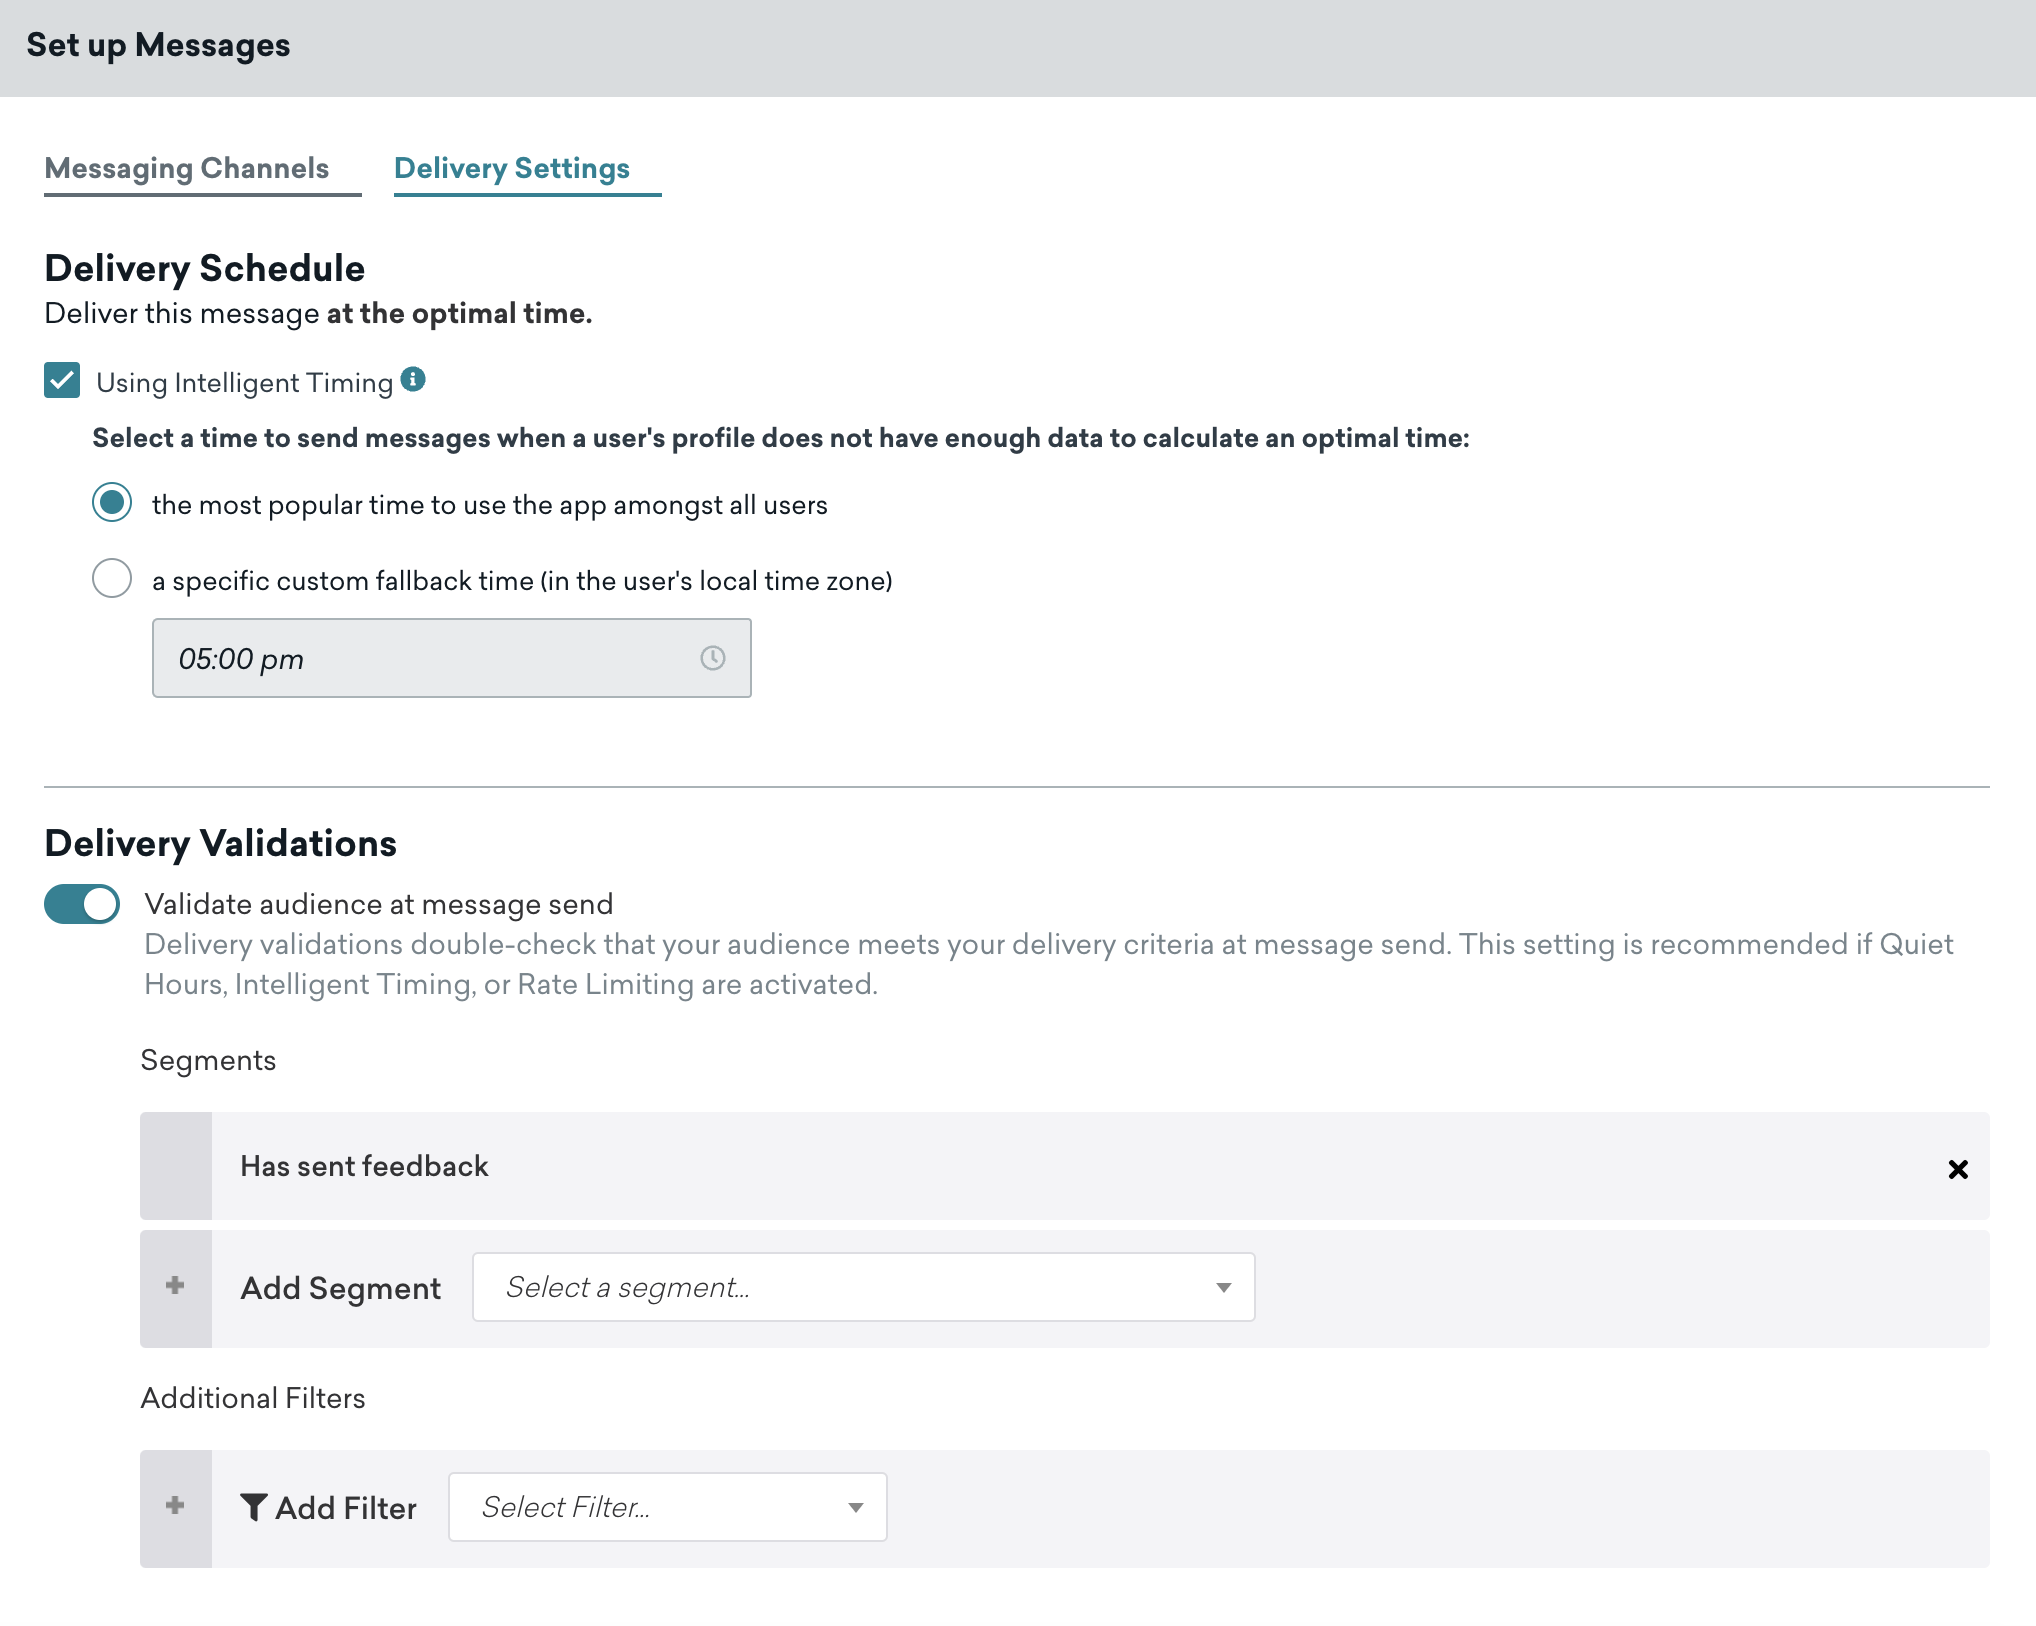 Set up Messages
Messaging Channels
Delivery Settings
Delivery Schedule
Deliver this message at the optimal time.
Using Intelligent Timing
Select a time to send messages when a user's profile does not have enough data to calculate an optimal time:
the most popular time to use the app amongst all users
a specific custom fallback time (in the user's local time zone)
05:00 pm
Delivery Validations
Validate audience at message send
Delivery validations double-check that your audience meets your delivery criteria at message send. This setting is recommended if Quiet
Hours, Intelligent Timing, or Rate Limiting are activated.
Segments
Has sent feedback
Add Segment
Select a segment...
Additional Filters
Add Filter
Select Filter...